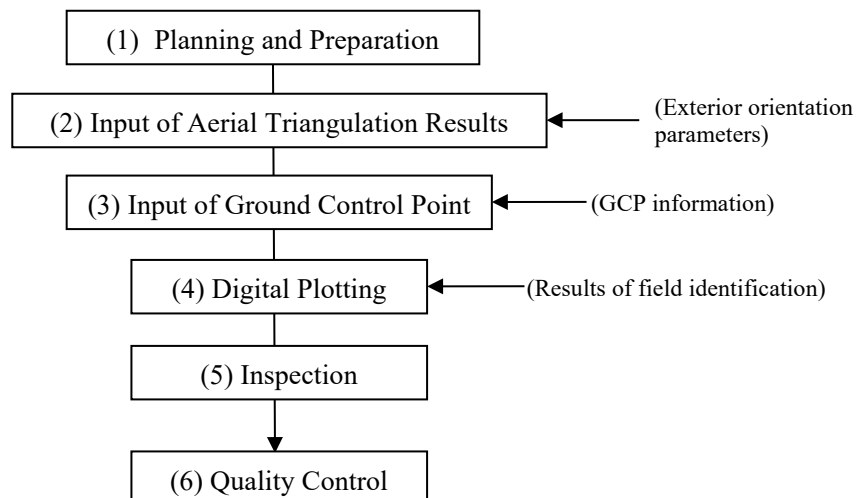 (1) Planning and Preparation
(2) Input of Aerial Triangulation Results
(Exterior orientation
parameters)
(3) Input of Ground Control Point
(GCP information)
(4) Digital Plotting
(Results of field identification)
(5) Inspection
(6) Quality Control